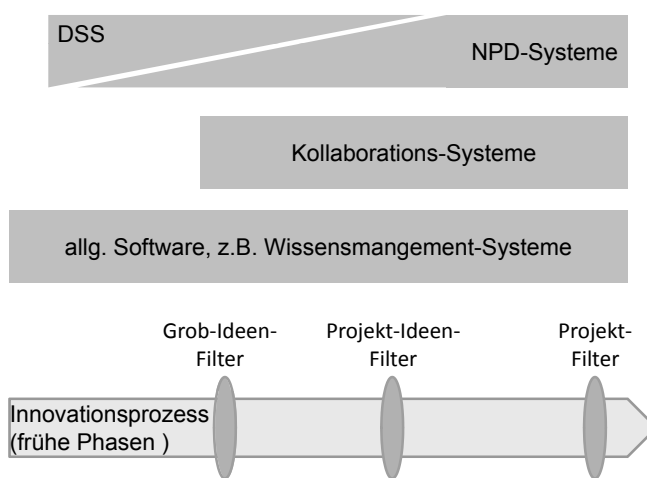 DSS
NPD-Systeme
Kollaborations-Systeme
allg. Software, z.B. Wissensmangement-Systeme
Grob-Ideen-
Filter
Projekt-Ideen-
Filter
Projekt-
Filter
Innovationsprozess
(frühe Phasen )